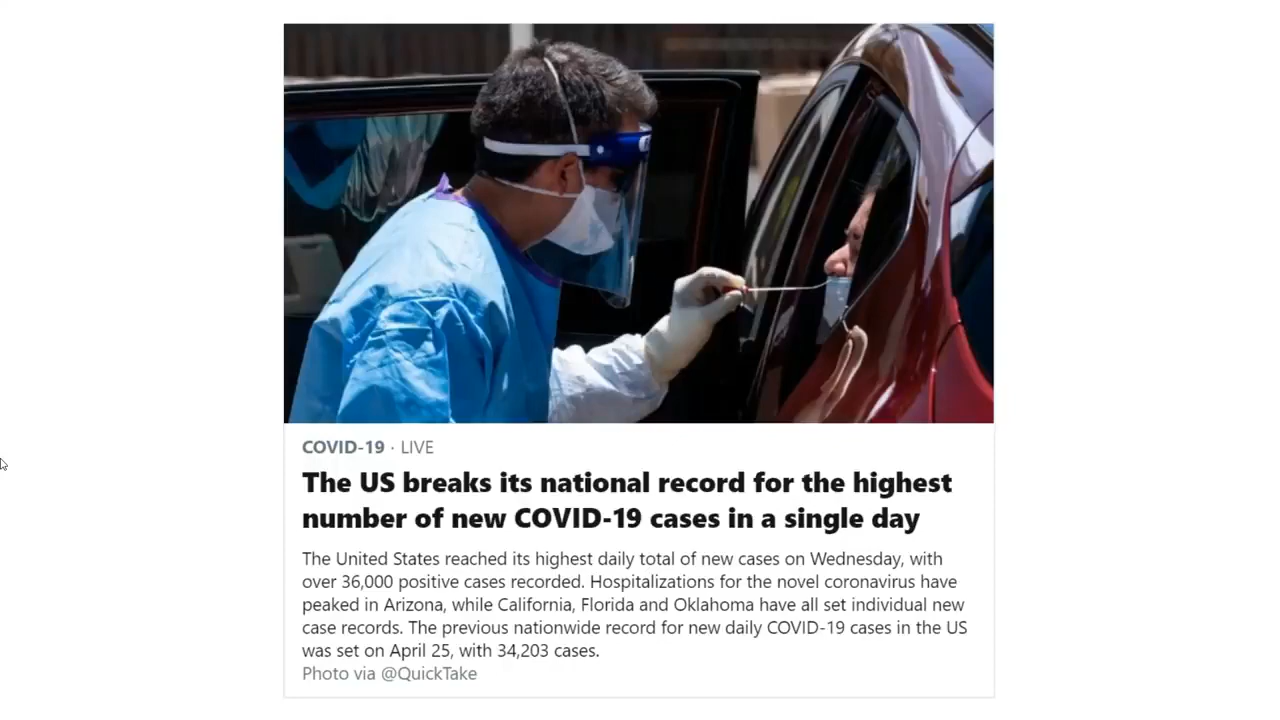 COVID-19 · LIVE
The US breaks its national record for the highest
number of new COVID-19 cases in a single day
The United States reached its highest daily total of new cases on Wednesday, with
over 36,000 positive cases recorded. Hospitalizations for the novel coronavirus have
peaked in Arizona, while California, Florida and Oklahoma have all set individual new
case records. The previous nationwide record for new daily COVID-19 cases in the US
was set on April 25, with 34,203 cases.
Photo via @QuickTake